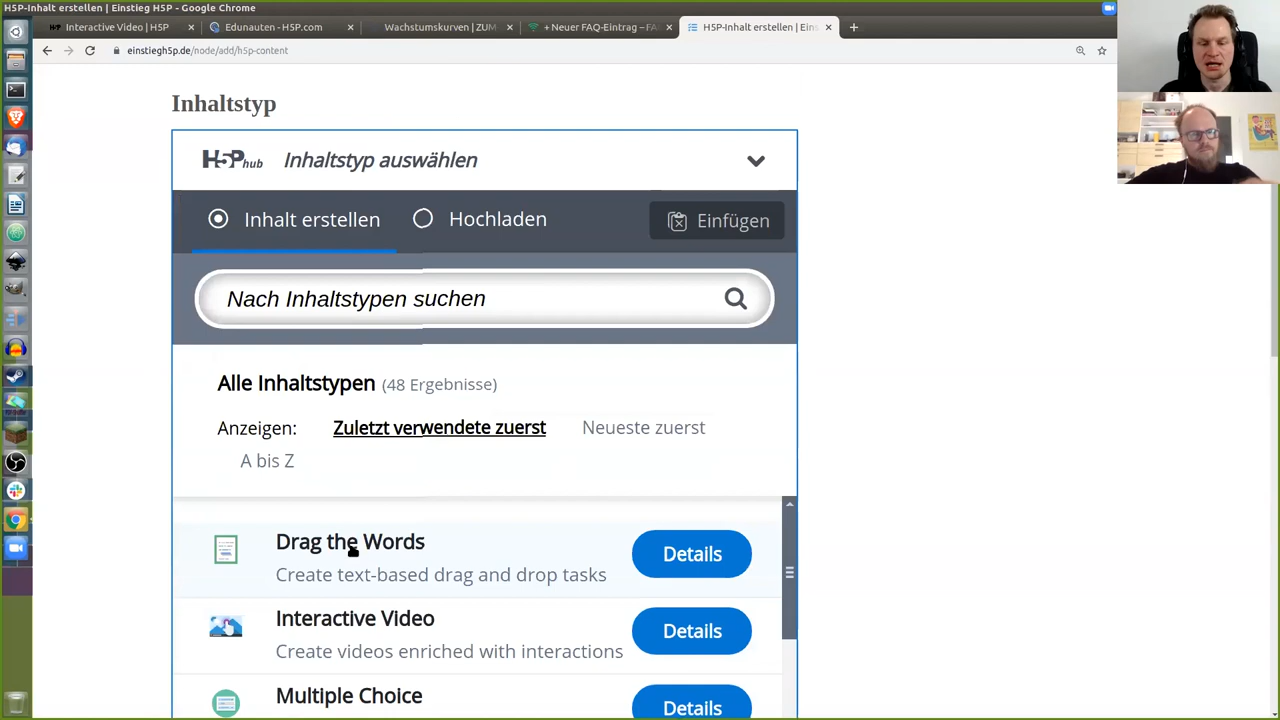 H5P-Inhalt erstellen | Einstieg H5P - Google Chrome
Interactive Video | H5P
Edunauten - H5P.com
Wachstumskurven | ZUM
+ Neuer FAQ-Eintrag – FA
H5P-Inhalt erstellen | Eins
einstiegh5p.de/node/add/h5p-content
Inhaltstyp
H5P hub Inhaltstyp auswählen
Inhalt erstellen Hochladen Einfügen
Nach Inhaltstypen suchen
Alle Inhaltstypen (48 Ergebnisse)
Anzeigen: Zuletzt verwendete zuerst Neueste zuerst
A bis Z
Drag the Words
Details
Create text-based drag and drop tasks
Interactive Video
Details
Create videos enriched with interactions
Multiple Choice
Details